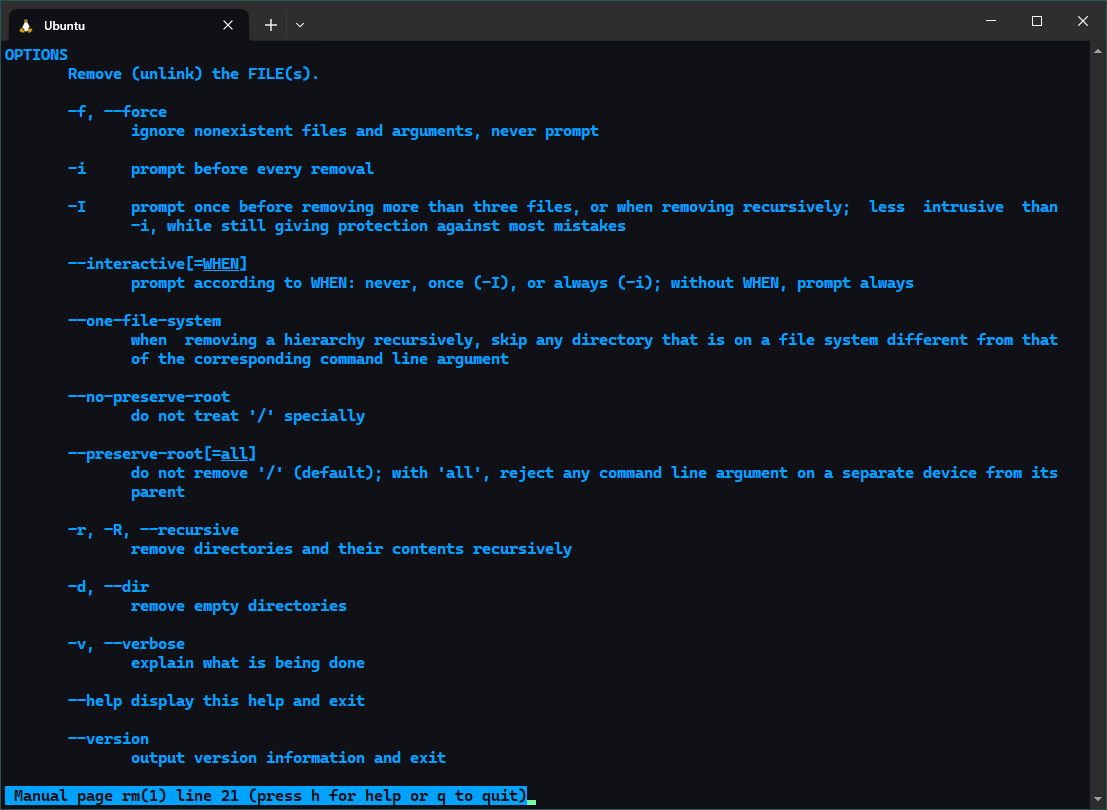 Ubuntu
OPTIONS
Remove (unlink) the FILE(s).
-f, --force
ignore nonexistent files and arguments, never prompt
-i     prompt before every removal
-I     prompt once before removing more than three files, or when removing recursively;  less  intrusive  than
-i, while still giving protection against most mistakes
--interactive[=WHEN]
prompt according to WHEN: never, once (-I), or always (-i); without WHEN, prompt always
--one-file-system
when  removing a hierarchy recursively, skip any directory that is on a file system different from that
of the corresponding command line argument
--no-preserve-root
do not treat '/' specially
--preserve-root[=all]
do not remove '/' (default); with 'all', reject any command line argument on a separate device from its
parent
-r, -R, --recursive
remove directories and their contents recursively
-d, --dir
remove empty directories
-v, --verbose
explain what is being done
--help display this help and exit
--version
output version information and exit
Manual page rm(1) line 21 (press h for help or q to quit)